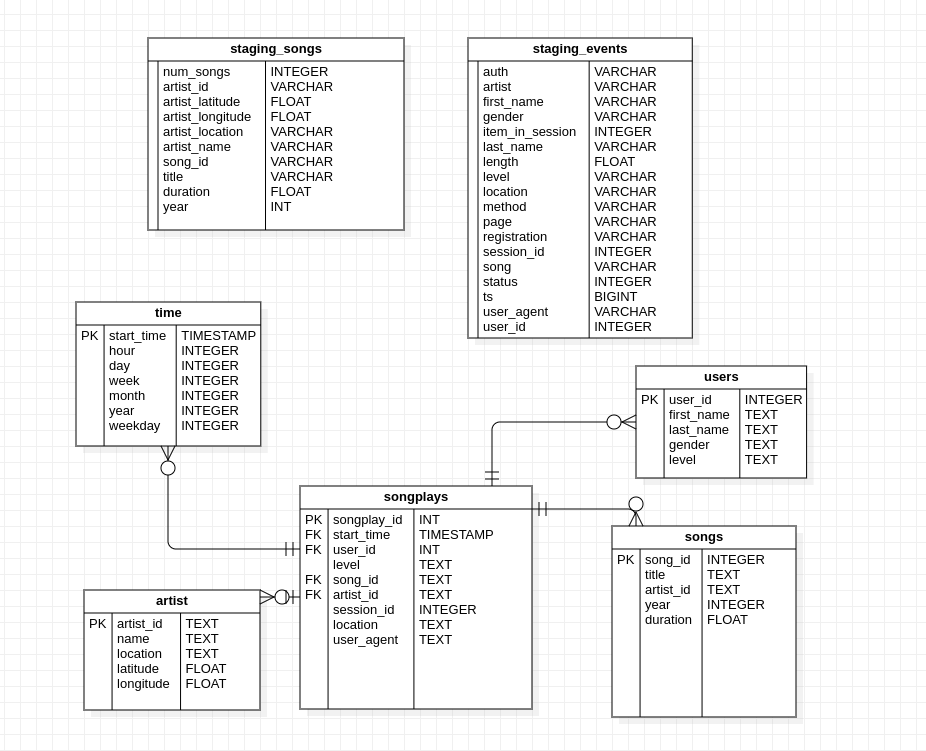 staging_songs
num_songs INTEGER
artist_id VARCHAR
artist_latitude FLOAT
artist_longitude FLOAT
artist_location VARCHAR
artist_name VARCHAR
song_id VARCHAR
title VARCHAR
duration FLOAT
year INT
staging_events
auth VARCHAR
artist VARCHAR
first_name VARCHAR
gender VARCHAR
item_in_session INTEGER
last_name VARCHAR
length FLOAT
level VARCHAR
location VARCHAR
method VARCHAR
page VARCHAR
registration VARCHAR
session_id INTEGER
song VARCHAR
status INTEGER
ts BIGINT
user_agent VARCHAR
user_id INTEGER
time
PK start_time TIMESTAMP
hour INTEGER
day INTEGER
week INTEGER
month INTEGER
year INTEGER
weekday INTEGER
users
PK user_id INTEGER
first_name TEXT
last_name TEXT
gender TEXT
level TEXT
songplays
PK songplay_id INT
FK start_time TIMESTAMP
FK user_id INT
level TEXT
FK song_id TEXT
FK artist_id TEXT
session_id INTEGER
location TEXT
user_agent TEXT
songs
PK song_id INTEGER
title TEXT
artist_id TEXT
year INTEGER
duration FLOAT
artist
PK artist_id TEXT
name TEXT
location TEXT
latitude FLOAT
longitude FLOAT